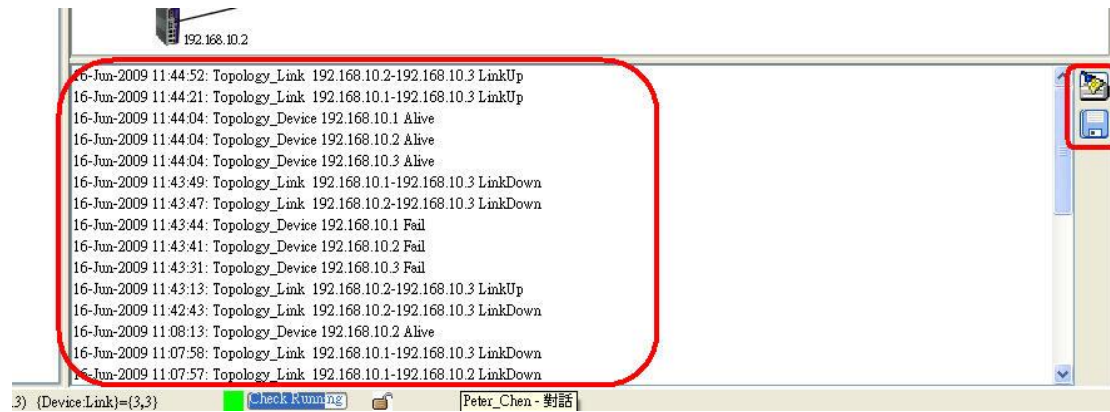 192.168.10.2
16-Jun-2009 11:44:52: Topology_Link 192.168.10.2-192.168.10.3 LinkUp
16-Jun-2009 11:44:21: Topology_Link 192.168.10.1-192.168.10.3 LinkUp
16-Jun-2009 11:44:04: Topology_Device 192.168.10.1 Alive
16-Jun-2009 11:44:04: Topology_Device 192.168.10.2 Alive
16-Jun-2009 11:44:04: Topology_Device 192.168.10.3 Alive
16-Jun-2009 11:43:49: Topology_Link 192.168.10.1-192.168.10.3 LinkDown
16-Jun-2009 11:43:47: Topology_Link 192.168.10.2-192.168.10.3 LinkDown
16-Jun-2009 11:43:44: Topology_Device 192.168.10.1 Fail
16-Jun-2009 11:43:41: Topology_Device 192.168.10.2 Fail
16-Jun-2009 11:43:31: Topology_Device 192.168.10.3 Fail
16-Jun-2009 11:43:13: Topology_Link 192.168.10.2-192.168.10.3 LinkUp
16-Jun-2009 11:42:43: Topology_Link 192.168.10.2-192.168.10.3 LinkDown
16-Jun-2009 11:08:13: Topology_Device 192.168.10.2 Alive
16-Jun-2009 11:07:58: Topology_Link 192.168.10.1-192.168.10.3 LinkDown
16-Jun-2009 11:07:57: Topology_Link 192.168.10.1-192.168.10.2 LinkDown
.3) {Device:Link}={3,3} Check Running Peter_Chen - 對話